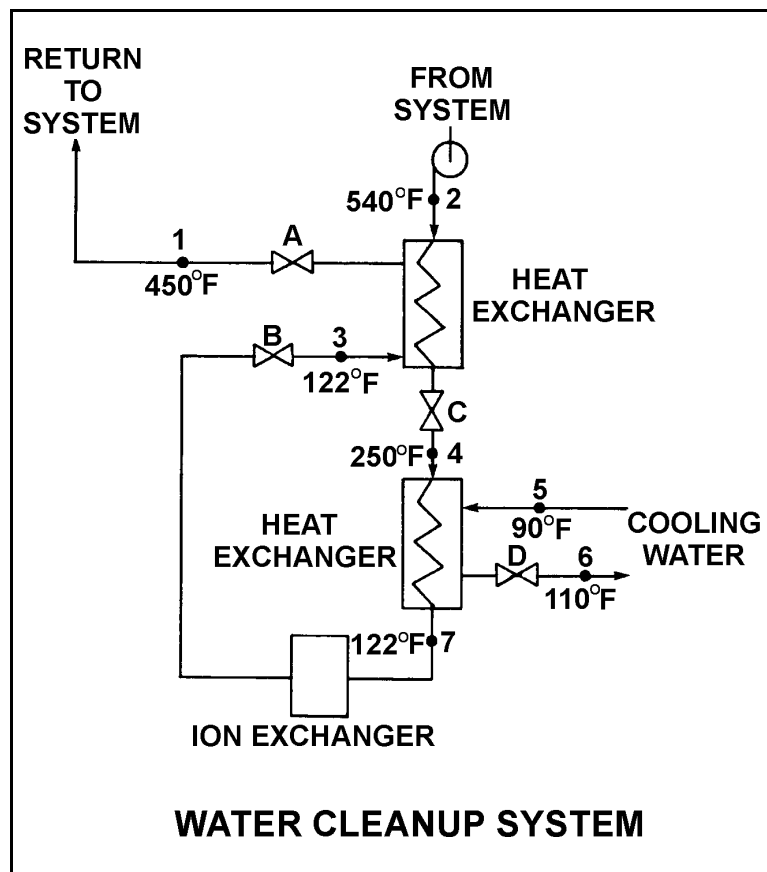 RETURN
TO
SYSTEM
FROM
SYSTEM
540°F 2
1
A
450°F
HEAT
EXCHANGER
B
3
122°F
C
250°F 4
5
90°F
COOLING
WATER
HEAT
EXCHANGER
D
6
110°F
122°F 7
ION EXCHANGER
WATER CLEANUP SYSTEM